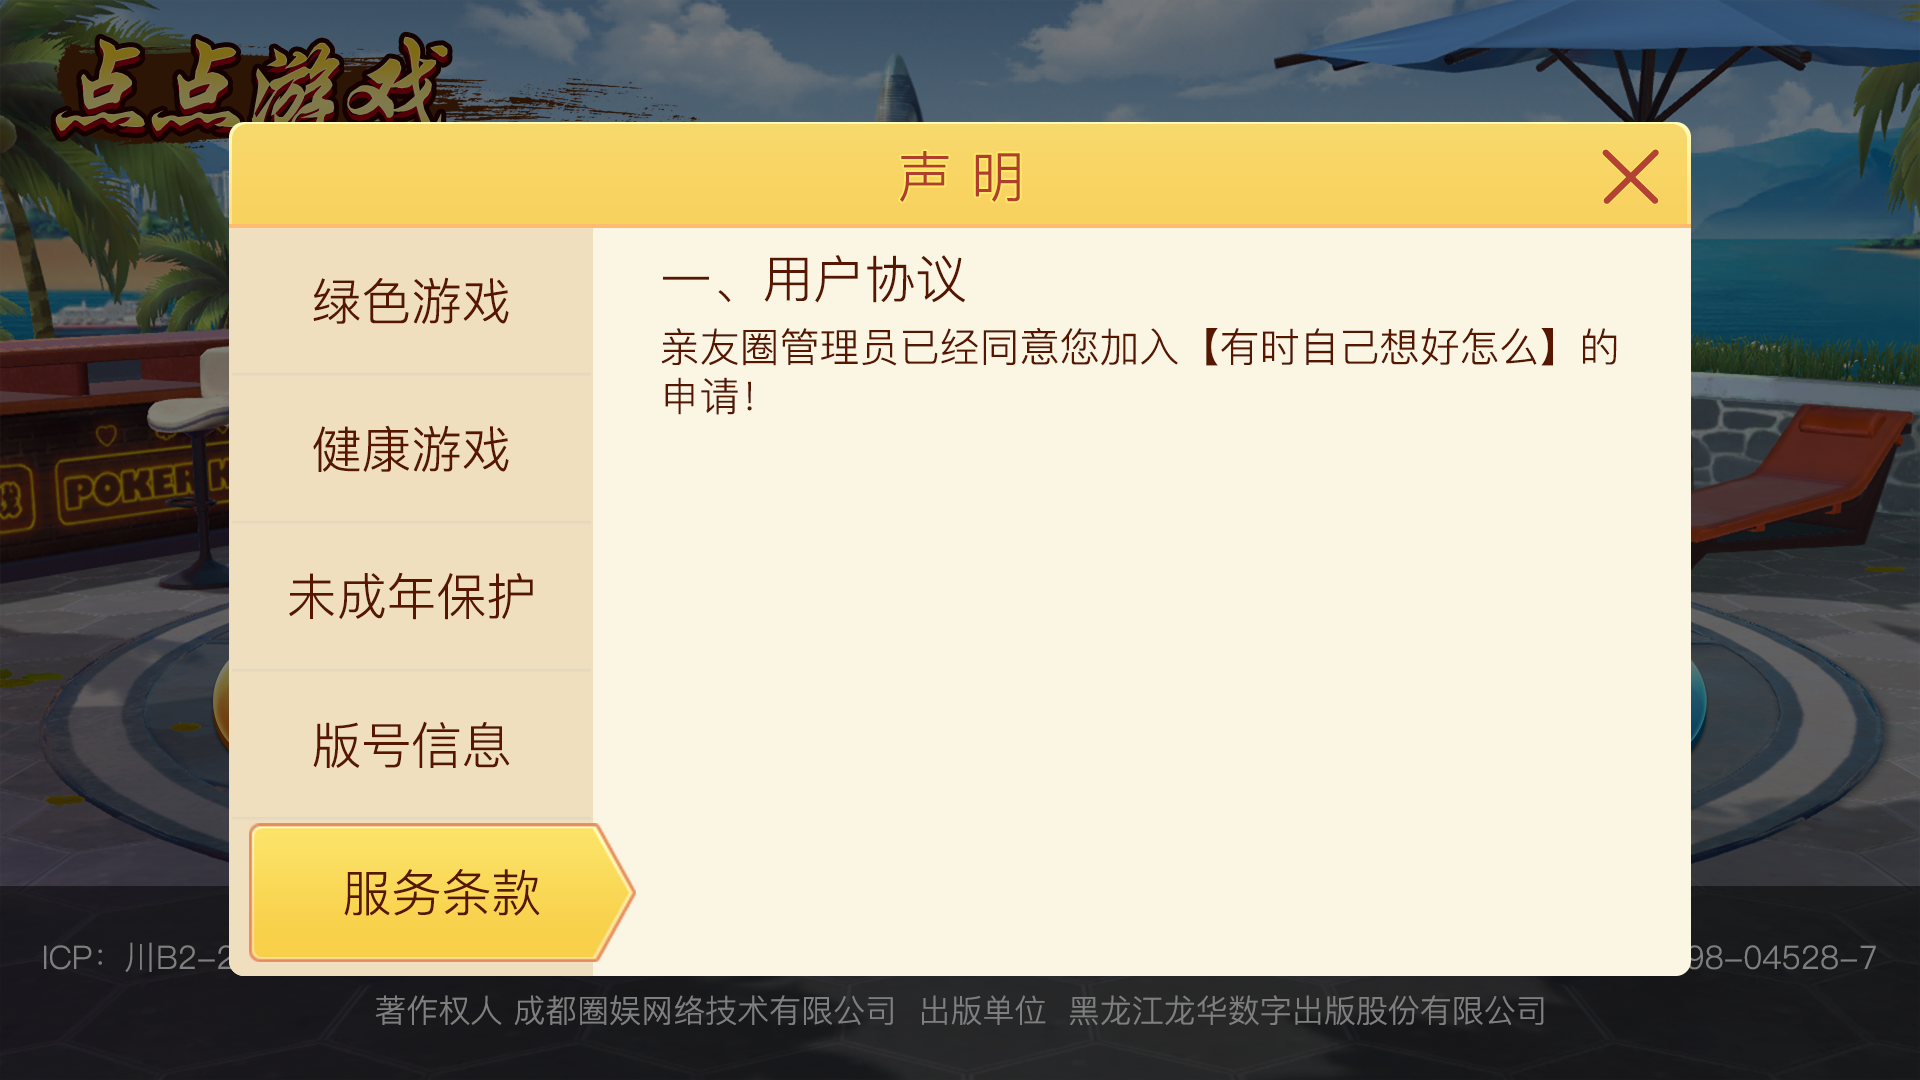 点点游戏
声明
绿色游戏
健康游戏
未成年保护
版号信息
服务条款
一、用户协议
亲友圈管理员已经同意您加入【有时自己想好怎么】的
申请！
POKER K
ICP：川B2-2
98-04528-7
著作权人 成都圈娱网络技术有限公司 出版单位 黑龙江龙华数字出版股份有限公司